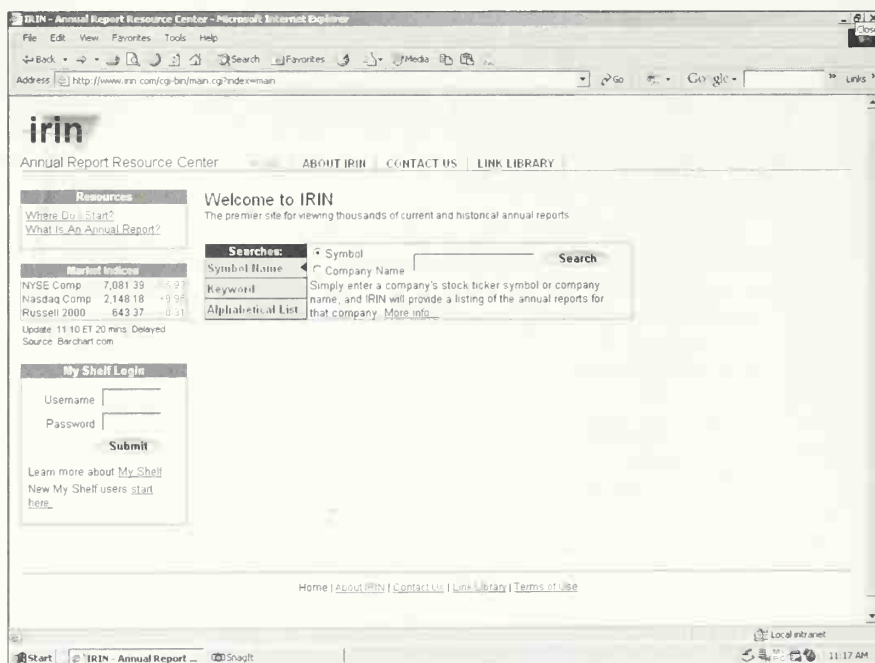 IRIN - Annual Report Resource Center - Microsoft Internet Explorer
File Edit View Favorites Tools Help
Close
Back Search Favorites Media
Address http://www.irin.com/cgi-bin/main.cgi?index=main Go Google Links »
irin
Annual Report Resource Center ABOUT IRIN CONTACT US LINK LIBRARY
Resources
Where Do I Start?
What Is An Annual Report?
Market Indices
NYSE Comp 7,081.39
Nasdaq Comp 2,148.18
Russell 2000 643.37
Update 11:10 ET 20 mins. Delayed
Source: Barchart.com
My Shelf Login
Username
Password
Submit
Learn more about My Shelf
New My Shelf users start
here.
Welcome to IRIN
The premier site for viewing thousands of current and historical annual reports
Searches:
Symbol/Name
Keyword
Alphabetical List
Symbol
Company Name
Search
Simply enter a company's stock ticker symbol or company
name, and IRIN will provide a listing of the annual reports for
that company. More info...
Home | About IRIN | Contact Us | Link Library | Terms of Use
Local intranet
Start IRIN - Annual Report ... SnagIt 11:17 AM